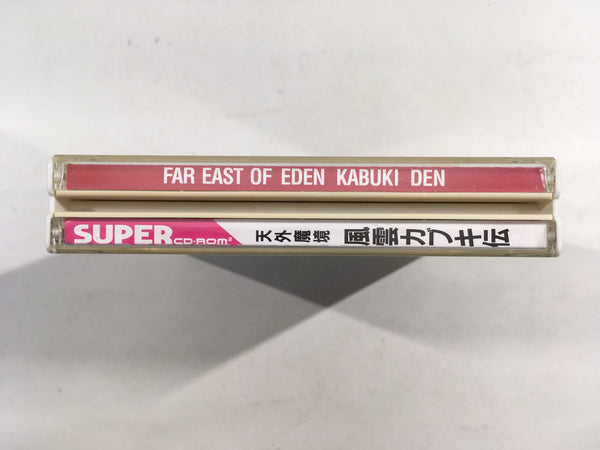 FAR EAST OF EDEN KABUKI DEN
SUPER CD-ROM² 天外魔境 風雲カブキ伝